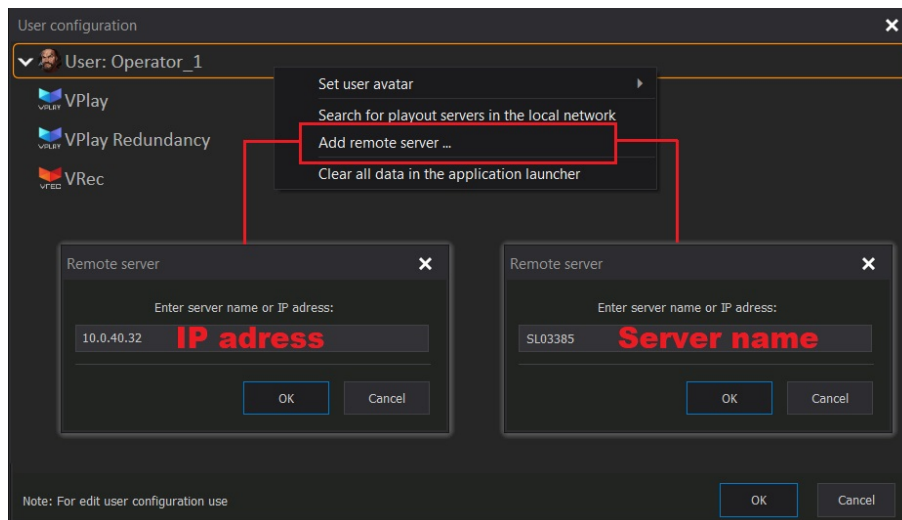 User configuration
User: Operator_1
Set user avatar
VPLAY VPlay
Search for playout servers in the local network
VPLAY VPlay Redundancy
Add remote server ...
VREC VRec
Clear all data in the application launcher
Remote server
Enter server name or IP adress:
10.0.40.32 IP adress
OK Cancel
Remote server
Enter server name or IP adress:
SL03385 Server name
OK Cancel
Note: For edit user configuration use
OK Cancel